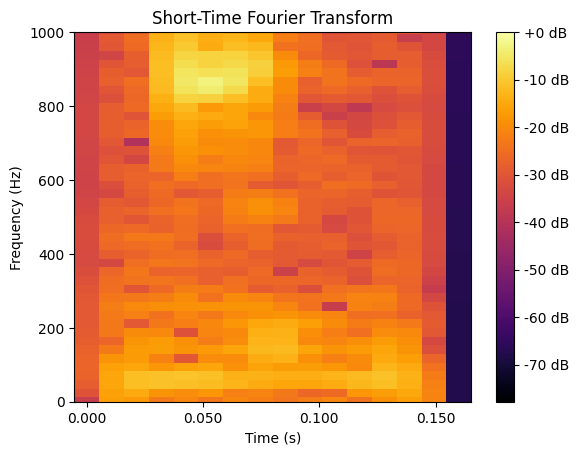 Short-Time Fourier Transform
1000
800
600
400
200
0
Frequency (Hz)
0.000
0.050
0.100
0.150
Time (s)
+0 dB
-10 dB
-20 dB
-30 dB
-40 dB
-50 dB
-60 dB
-70 dB